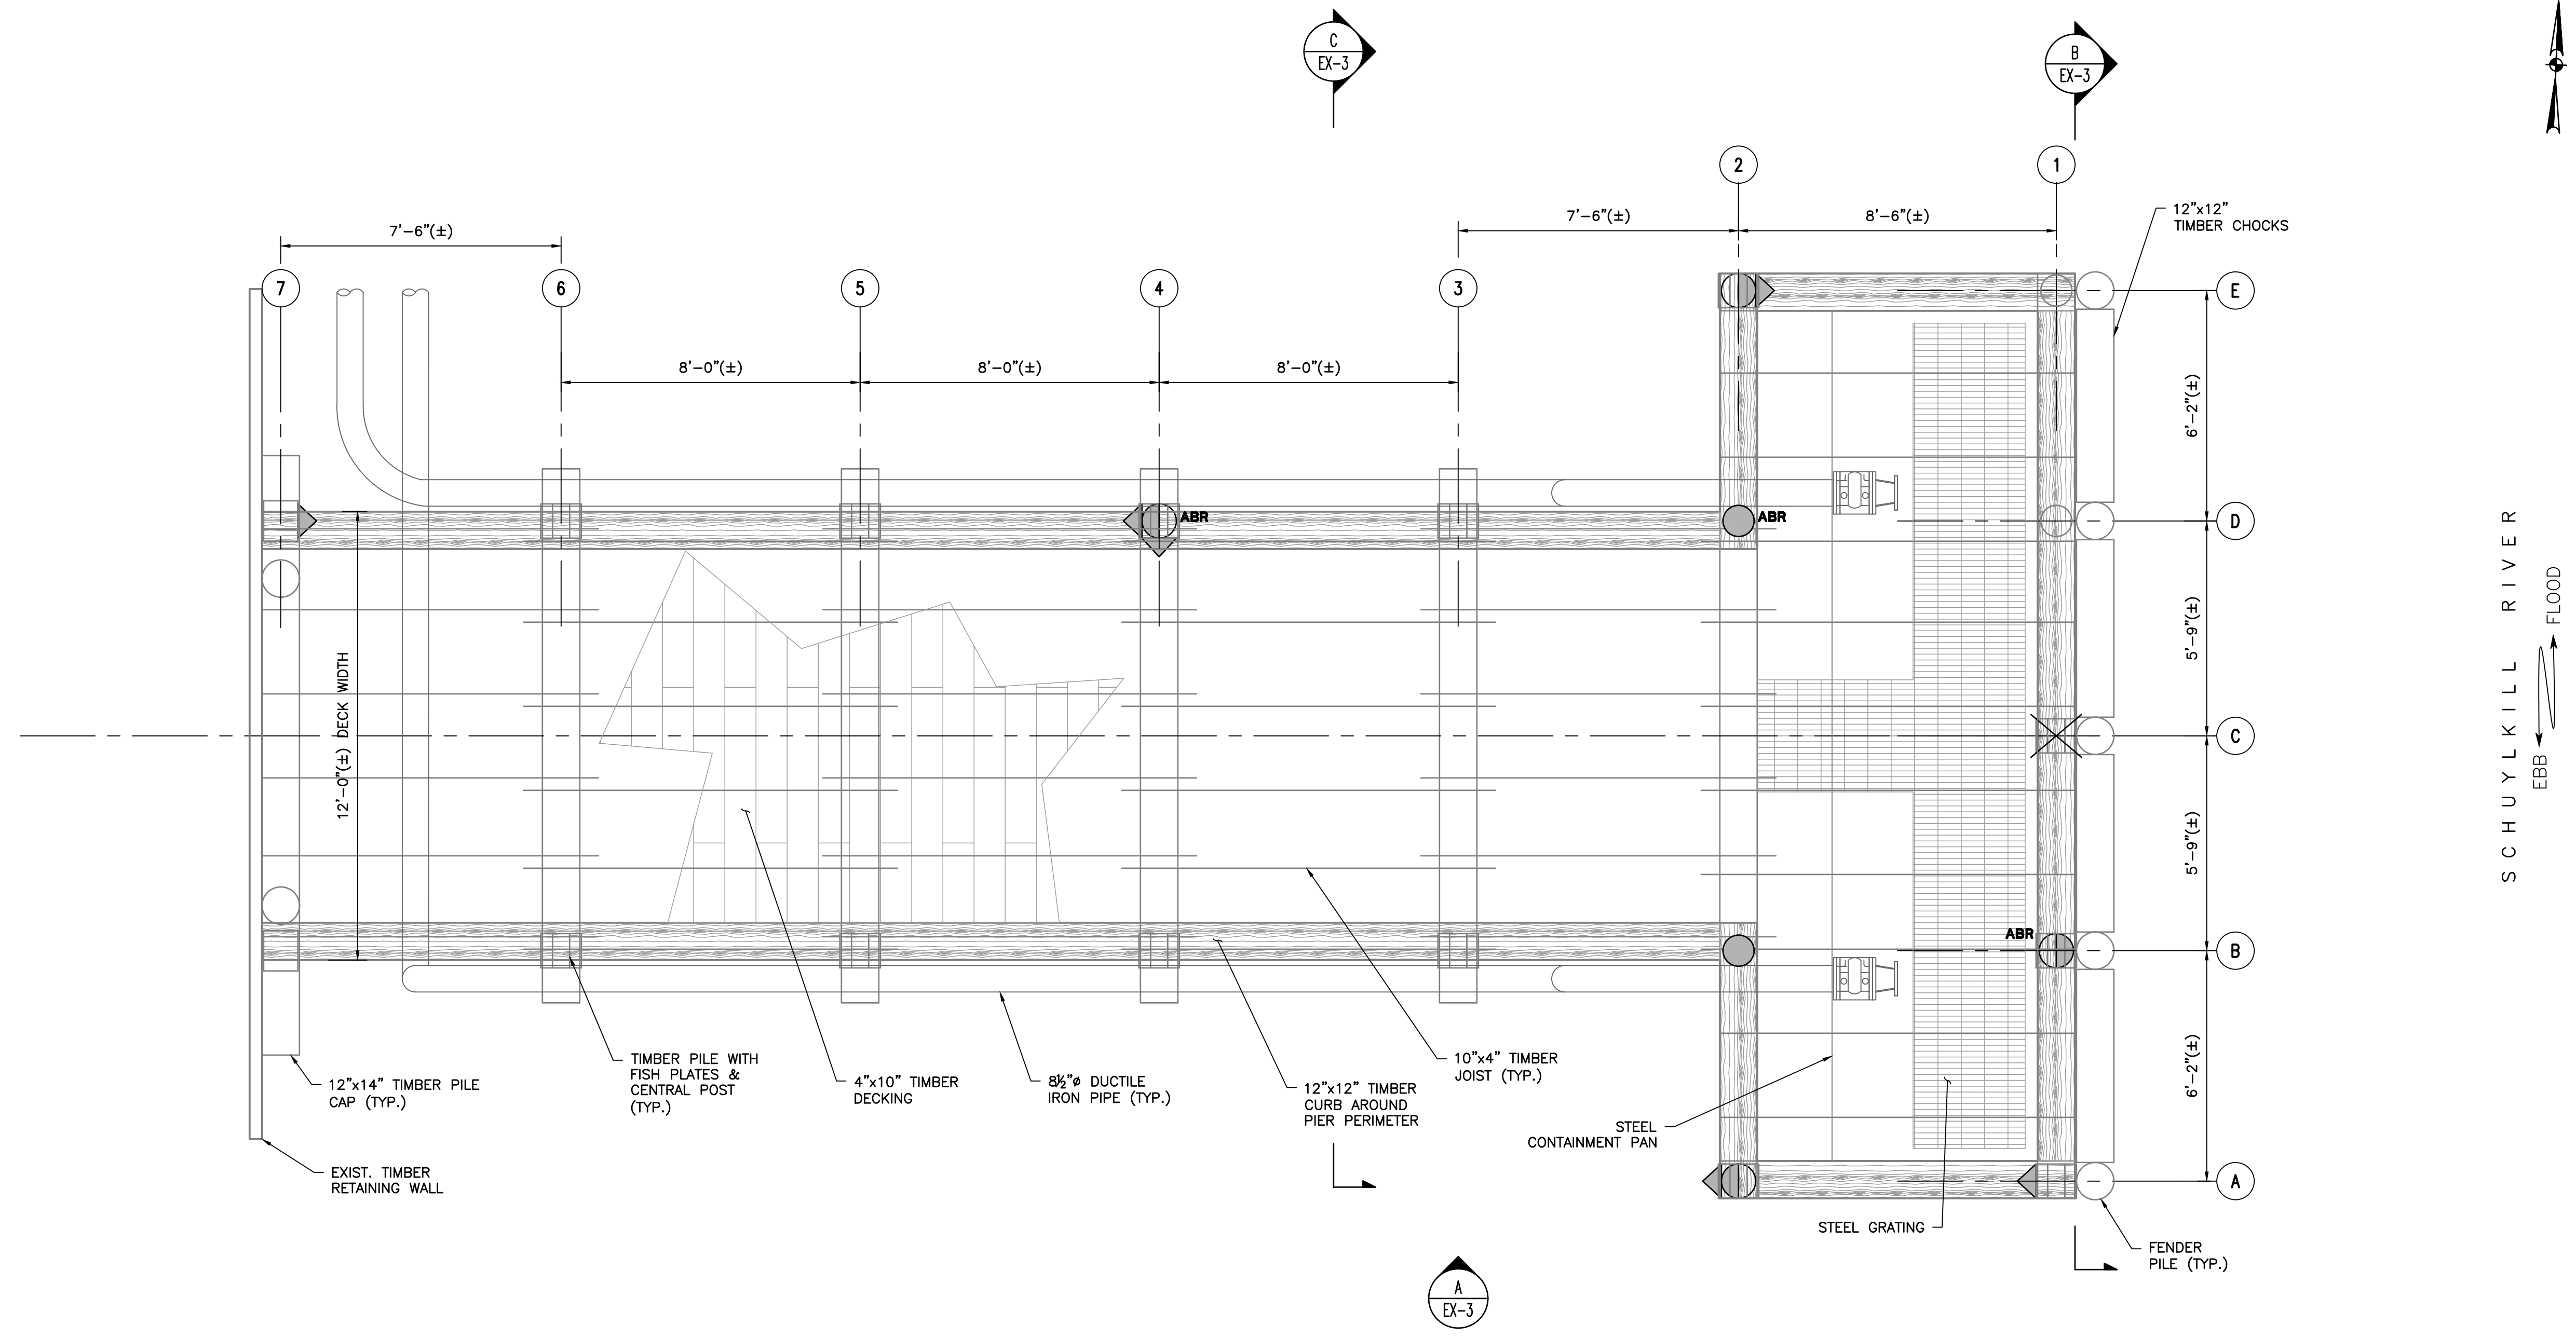 C
EX-3
B
EX-3
2
1
7'-6"(±)
7'-6"(±)
8'-6"(±)
12"x12"
TIMBER CHOCKS
7
6
5
4
3
E
8'-0"(±)
8'-0"(±)
8'-0"(±)
6'-2"(±)
ABR
ABR
D
5'-9"(±)
12'-0"(±) DECK WIDTH
C
5'-9"(±)
ABR
B
6'-2"(±)
A
SCHUYLKILL RIVER
EBB
FLOOD
12"x14" TIMBER PILE
CAP (TYP.)
EXIST. TIMBER
RETAINING WALL
TIMBER PILE WITH
FISH PLATES &
CENTRAL POST
(TYP.)
4"x10" TIMBER
DECKING
8½"ø DUCTILE
IRON PIPE (TYP.)
12"x12" TIMBER
CURB AROUND
PIER PERIMETER
10"x4" TIMBER
JOIST (TYP.)
STEEL
CONTAINMENT PAN
STEEL GRATING
FENDER
PILE (TYP.)
A
EX-3